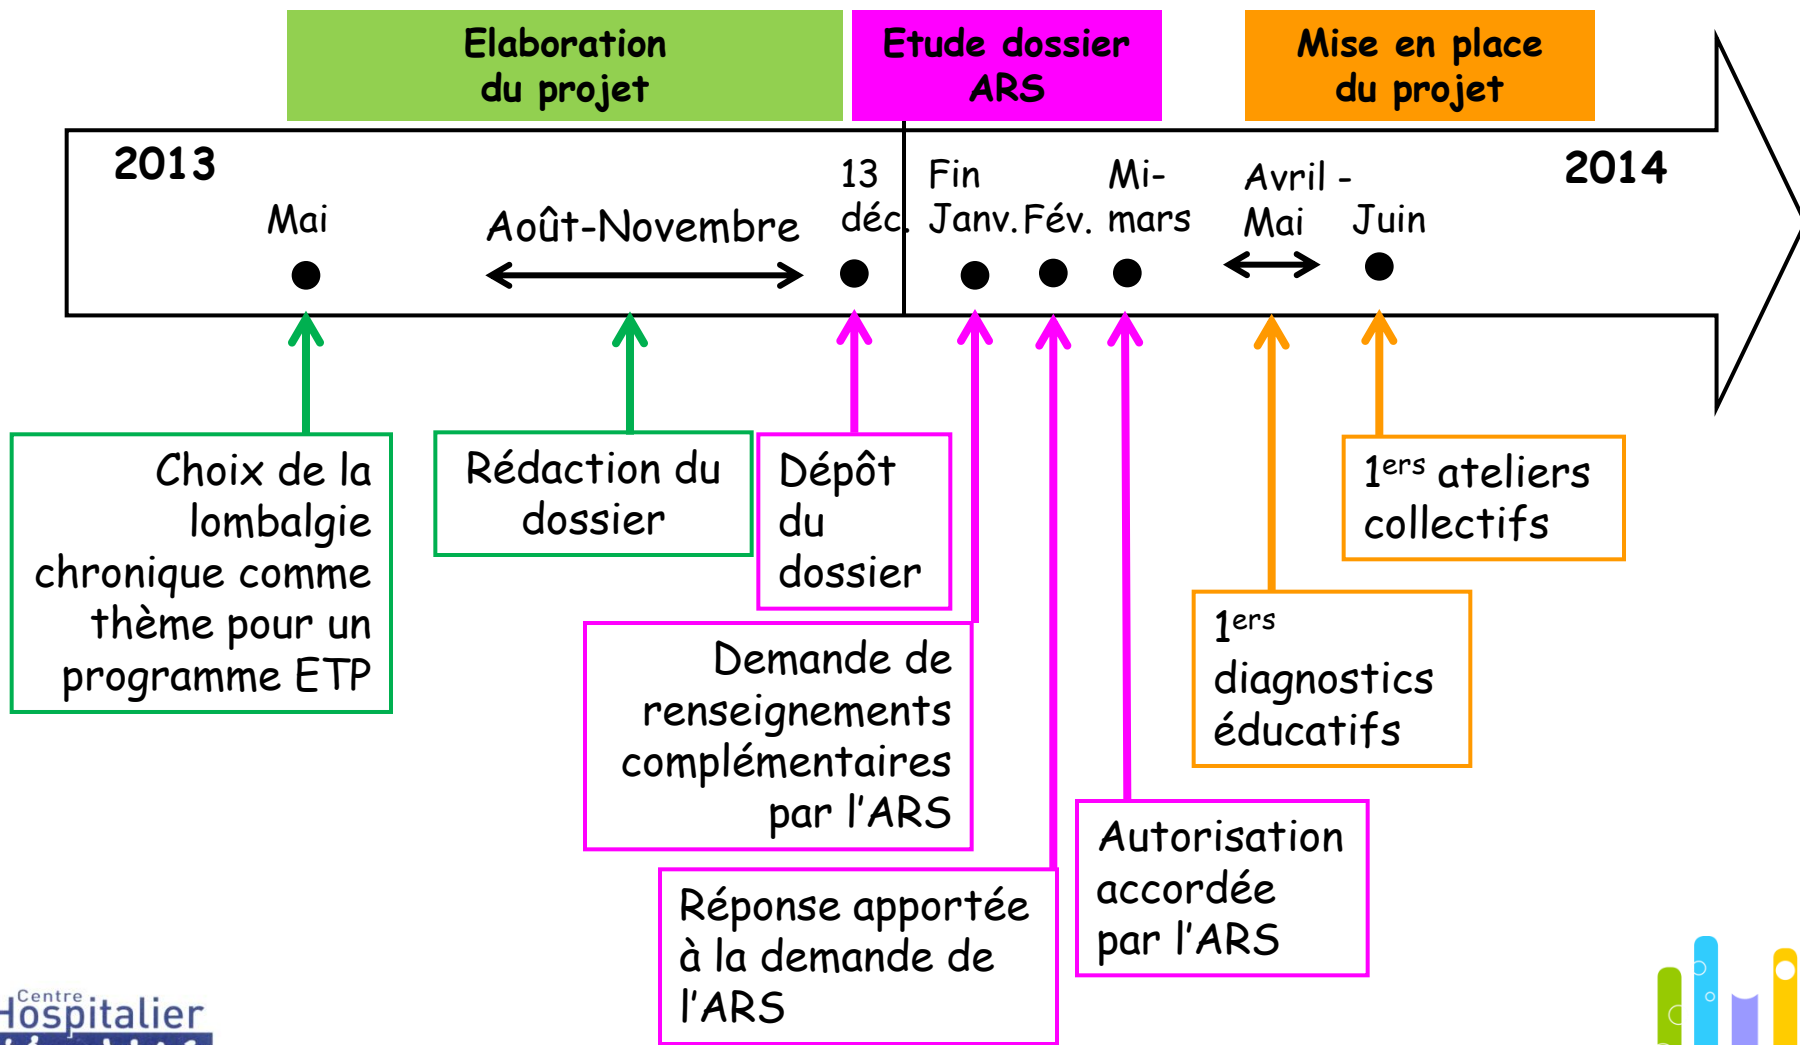 Elaboration
du projet
Etude dossier
ARS
Mise en place
du projet
2013
2014
Mai
Août-Novembre
13
déc.
Fin
Janv.
Fév.
Mi-
mars
Avril -
Mai
Juin
Choix de la
lombalgie
chronique comme
thème pour un
programme ETP
Rédaction du
dossier
Dépôt
du
dossier
Demande de
renseignements
complémentaires
par l'ARS
Réponse apportée
à la demande de
l'ARS
Autorisation
accordée
par l'ARS
1ers
diagnostics
éducatifs
1ers ateliers
collectifs
Centre
Hospitalier